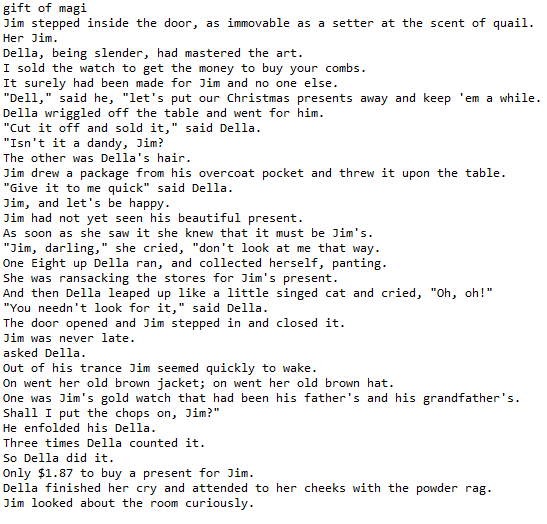 gift of magi
Jim stepped inside the door, as immovable as a setter at the scent of quail.
Her Jim.
Della, being slender, had mastered the art.
I sold the watch to get the money to buy your combs.
It surely had been made for Jim and no one else.
"Dell," said he, "let's put our Christmas presents away and keep 'em a while.
Della wriggled off the table and went for him.
"Cut it off and sold it," said Della.
"Isn't it a dandy, Jim?
The other was Della's hair.
Jim drew a package from his overcoat pocket and threw it upon the table.
"Give it to me quick" said Della.
Jim, and let's be happy.
Jim had not yet seen his beautiful present.
As soon as she saw it she knew that it must be Jim's.
"Jim, darling," she cried, "don't look at me that way.
One Eight up Della ran, and collected herself, panting.
She was ransacking the stores for Jim's present.
And then Della leaped up like a little singed cat and cried, "Oh, oh!"
"You needn't look for it," said Della.
The door opened and Jim stepped in and closed it.
Jim was never late.
asked Della.
Out of his trance Jim seemed quickly to wake.
On went her old brown jacket; on went her old brown hat.
One was Jim's gold watch that had been his father's and his grandfather's.
Shall I put the chops on, Jim?"
He enfolded his Della.
Three times Della counted it.
So Della did it.
Only $1.87 to buy a present for Jim.
Della finished her cry and attended to her cheeks with the powder rag.
Jim looked about the room curiously.